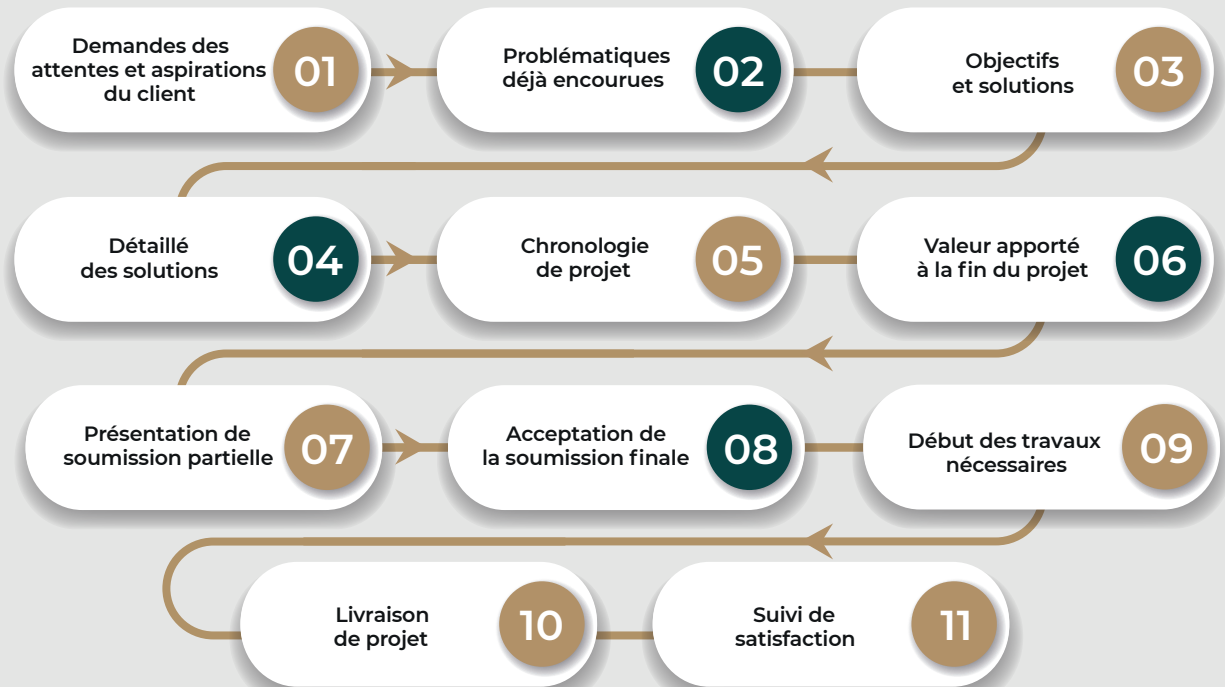 Demandes des
attentes et aspirations
du client
01
Problématiques
déjà encourues
02
Objectifs
et solutions
03
Détaillé
des solutions
04
Chronologie
de projet
05
Valeur apporté
à la fin du projet
06
Présentation de
soumission partielle
07
Acceptation de
la soumission finale
08
Début des travaux
nécessaires
09
Livraison
de projet
10
Suivi de
satisfaction
11